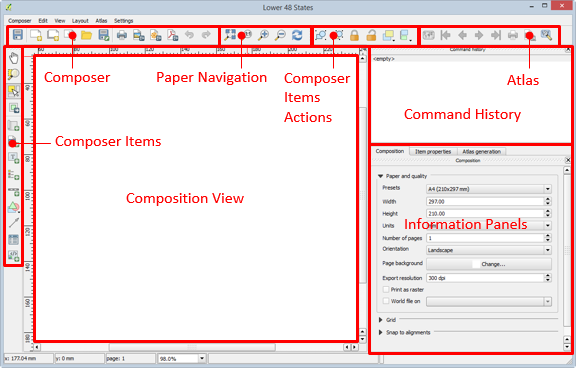 Lower 48 States
Composer Edit View Layout Atlas Settings
Composer
Paper Navigation
Composer
Items
Actions
Atlas
Command history
<empty>
Command History
Composer Items
Composition View
Composition Item properties Atlas generation
Composition
Paper and quality
Presets A4 (210x297 mm)
Width 297.00
Height 210.00
Units
Information Panels
Number of pages 1
Orientation Landscape
Page background Change...
Export resolution 300 dpi
Print as raster
World file on
Grid
Snap to alignments
x: 177.04 mm y: 0 mm page: 1 98.0%